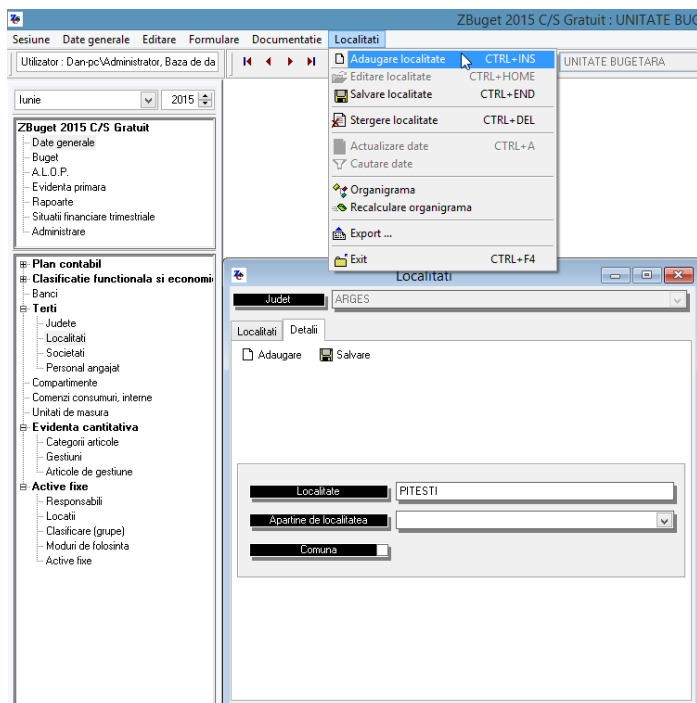 ZBuget 2015 C/S Gratuit : UNITATE BUG
Sesiune Date generale Editare Formulare Documentatie Localitati
Utilizator : Dan-pc\Administrator, Baza de da
UNITATE BUGETARA
Adaugare localitate CTRL+INS
Editare localitate CTRL+HOME
Salvare localitate CTRL+END
Stergere localitate CTRL+DEL
Actualizare date CTRL+A
Cautare date
Organigrama
Recalculare organigrama
Export ...
Exit CTRL+F4
Iunie 2015
ZBuget 2015 C/S Gratuit
Date generale
Buget
A.L.O.P.
Evidenta primara
Rapoarte
Situatii financiare trimestriale
Administrare
Plan contabil
Clasificatie functionala si economi
Banci
Terti
Judete
Localitati
Societati
Personal angajat
Compartimente
Comenzi consumuri, interne
Unitati de masura
Evidenta cantitativa
Categorii articole
Gestiuni
Articole de gestiune
Active fixe
Responsabili
Locatii
Clasificare (grupe)
Moduri de folosinta
Active fixe
Localitati
Judet ARGES
Localitati Detalii
Adaugare Salvare
Localitate PITESTI
Apartine de localitatea
Comuna